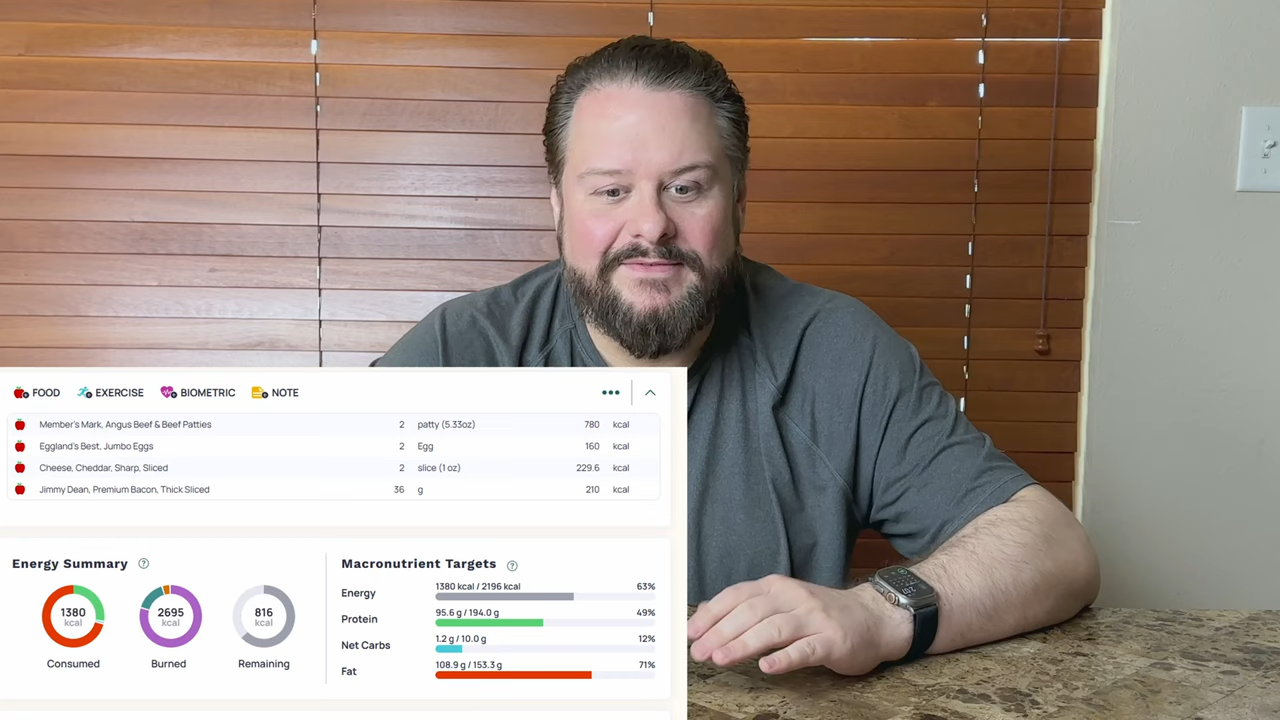 FOOD EXERCISE BIOMETRIC NOTE
Member's Mark, Angus Beef & Beef Patties 2 patty (5.33oz) 780 kcal
Eggland's Best, Jumbo Eggs 2 Egg 160 kcal
Cheese, Cheddar, Sharp, Sliced 2 slice (1 oz) 229.6 kcal
Jimmy Dean, Premium Bacon, Thick Sliced 36 g 210 kcal
Energy Summary ?
1380 kcal
Consumed
2695 kcal
Burned
816 kcal
Remaining
Macronutrient Targets ?
Energy 1380 kcal / 2196 kcal 63%
Protein 95.6 g / 194.0 g 49%
Net Carbs 1.2 g / 10.0 g 12%
Fat 108.9 g / 153.3 g 71%